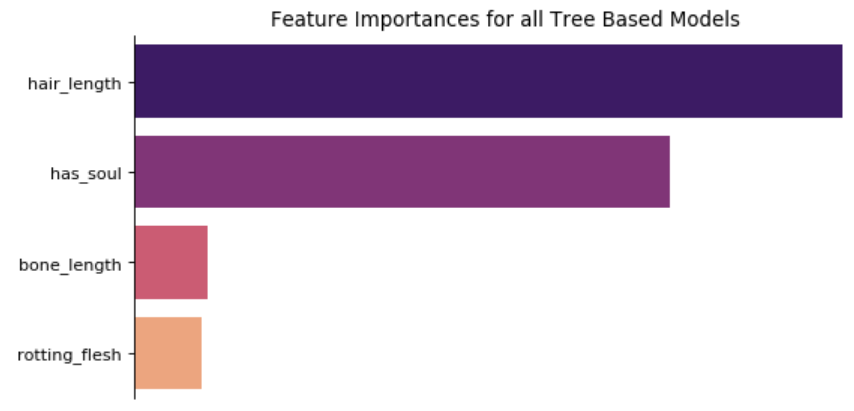 Feature Importances for all Tree Based Models
hair_length
has_soul
bone_length
rotting_flesh